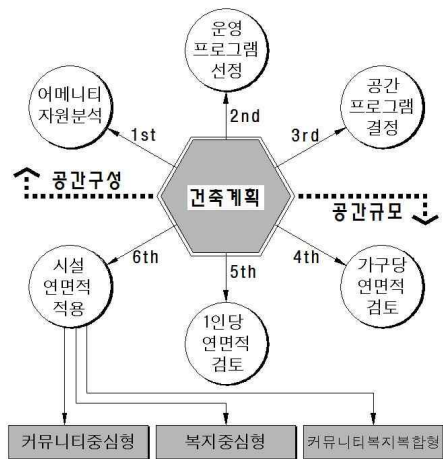 운영
프로그램
선정
어메니티
자원분석
공간
프로그램
결정
1st
2nd
3rd
공간구성
건축계획
공간규모
6th
5th
4th
시설
연면적
적용
1인당
연면적
검토
가구당
연면적
검토
커뮤니티중심형
복지중심형
커뮤니티복지복합형